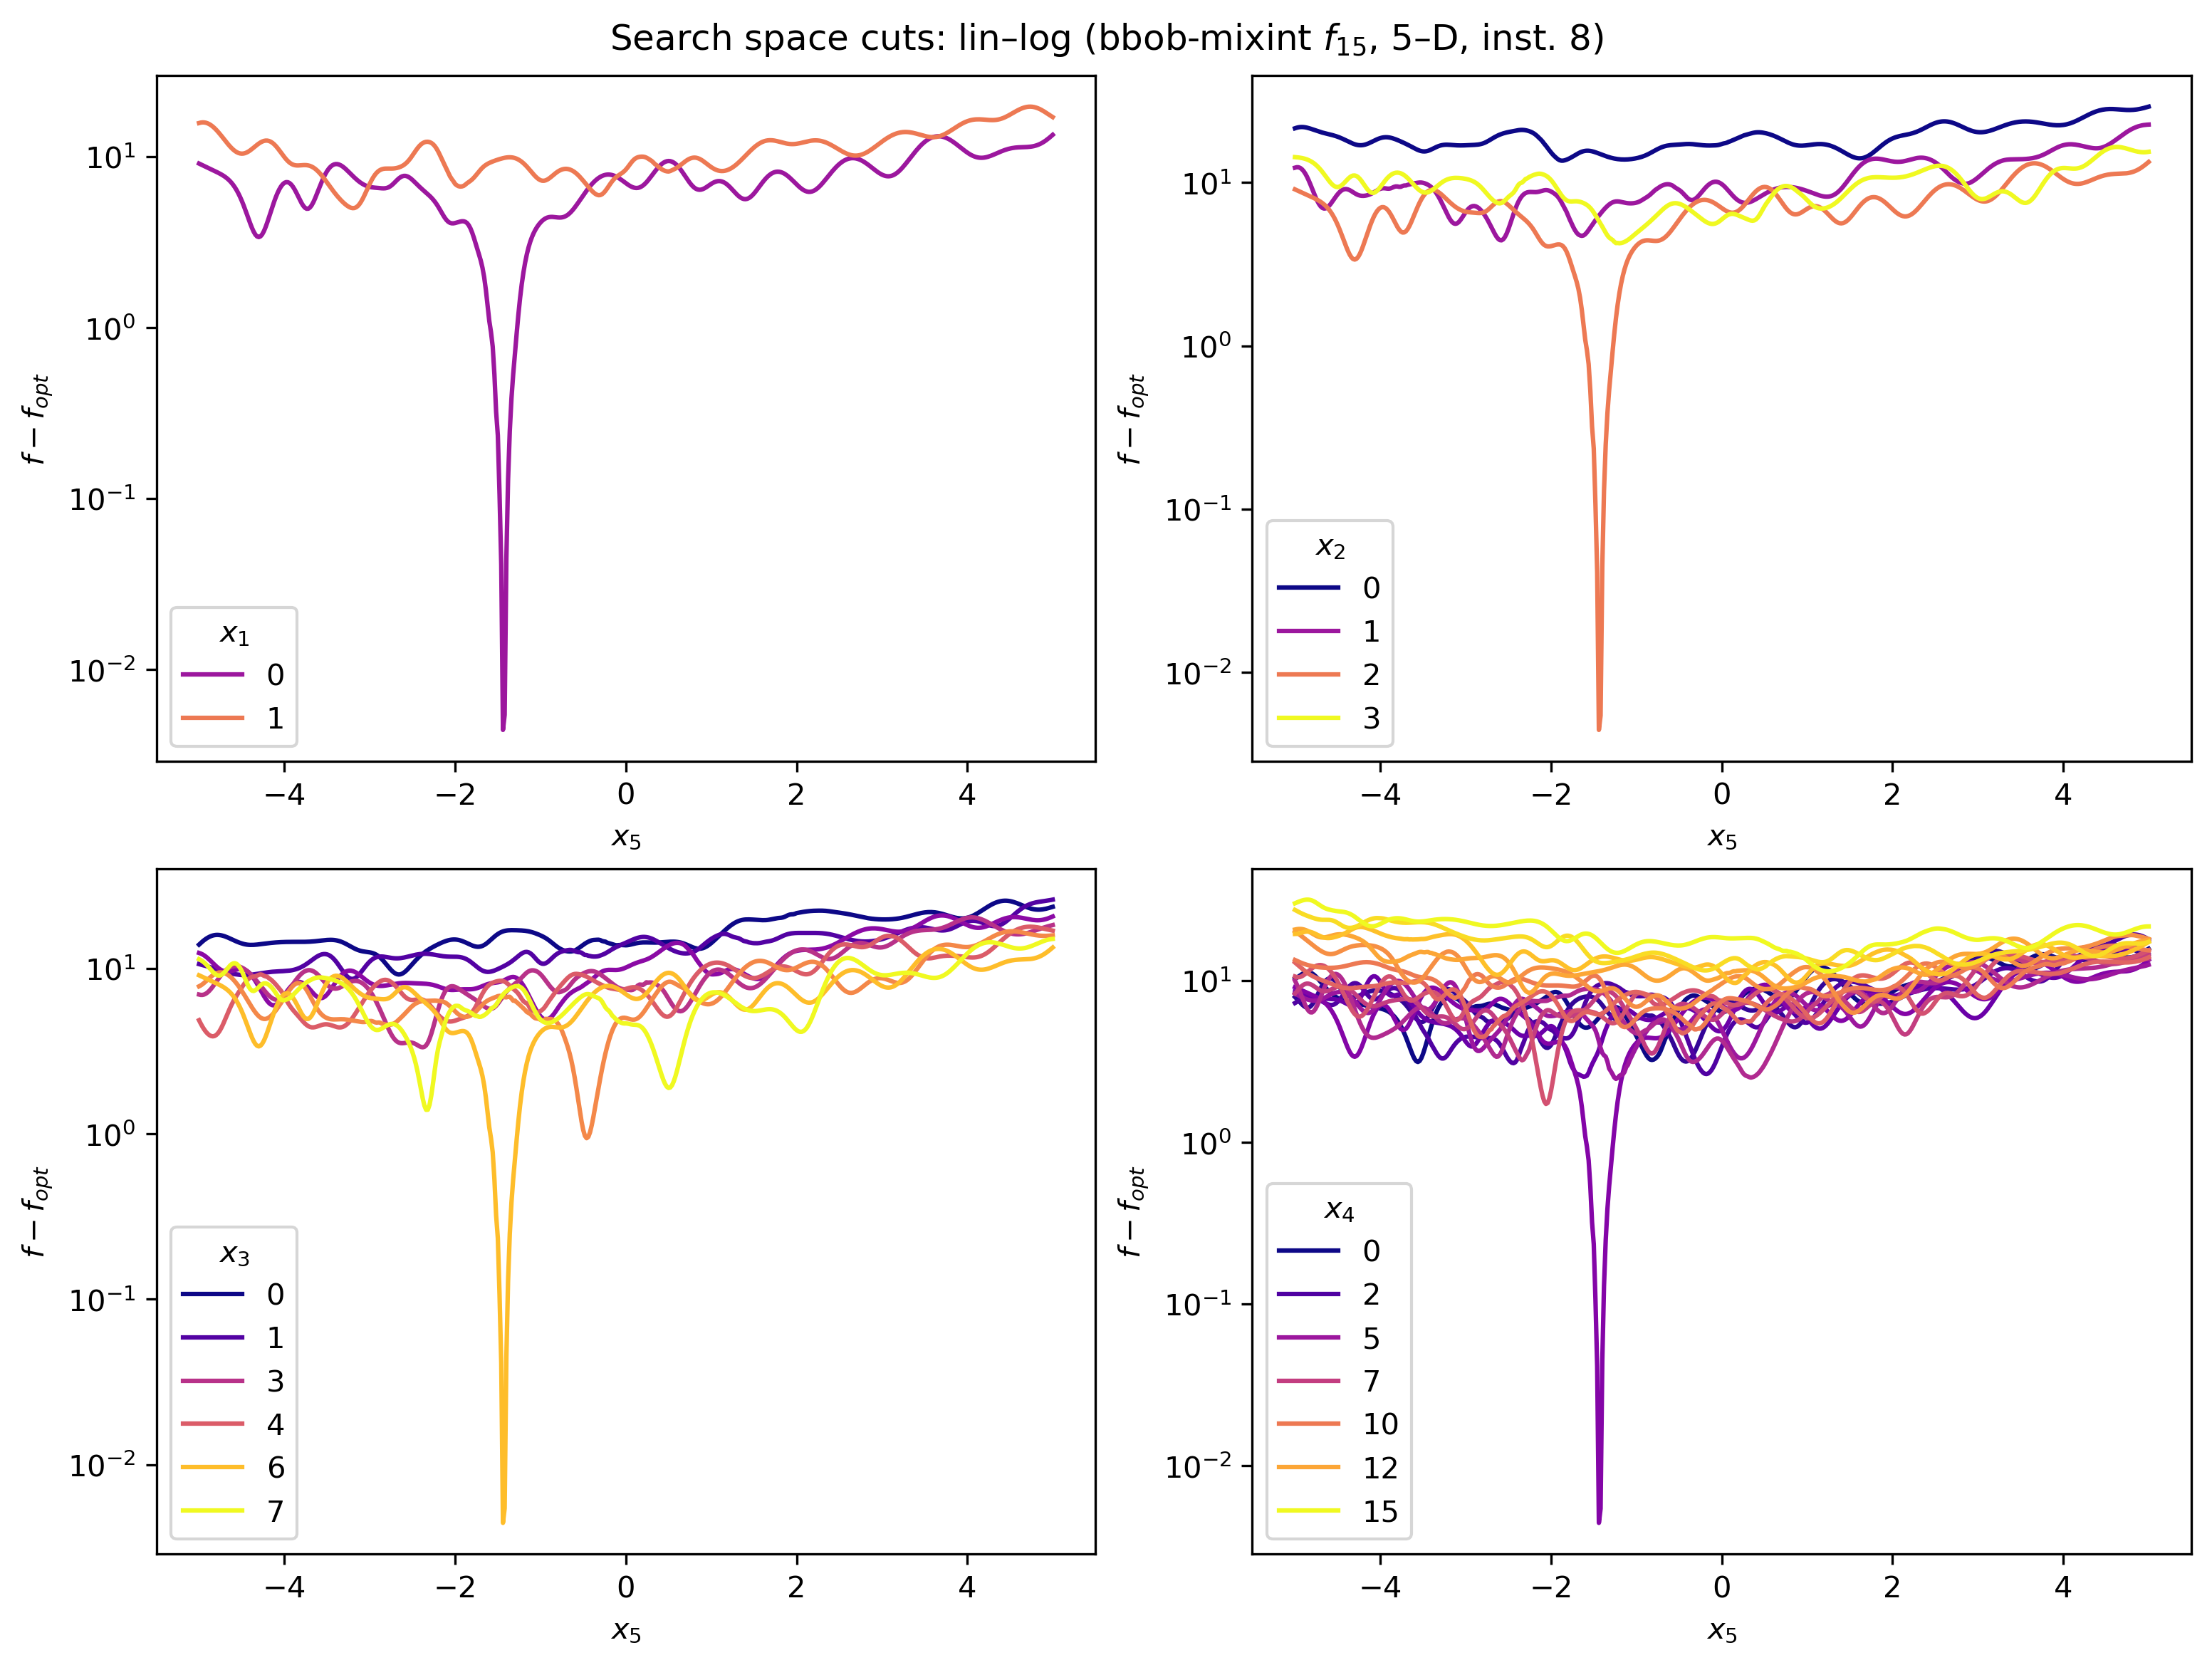 Search space cuts: lin–log (bbob-mixint f15, 5–D, inst. 8)
10^1
10^0
10^−1
10^−2
f − fopt
x1
0
1
−4 −2 0 2 4
x5
10^1
10^0
10^−1
10^−2
f − fopt
x2
0
1
2
3
−4 −2 0 2 4
x5
10^1
10^0
10^−1
10^−2
f − fopt
x3
0
1
3
4
6
7
−4 −2 0 2 4
x5
10^1
10^0
10^−1
10^−2
f − fopt
x4
0
2
5
7
10
12
15
−4 −2 0 2 4
x5